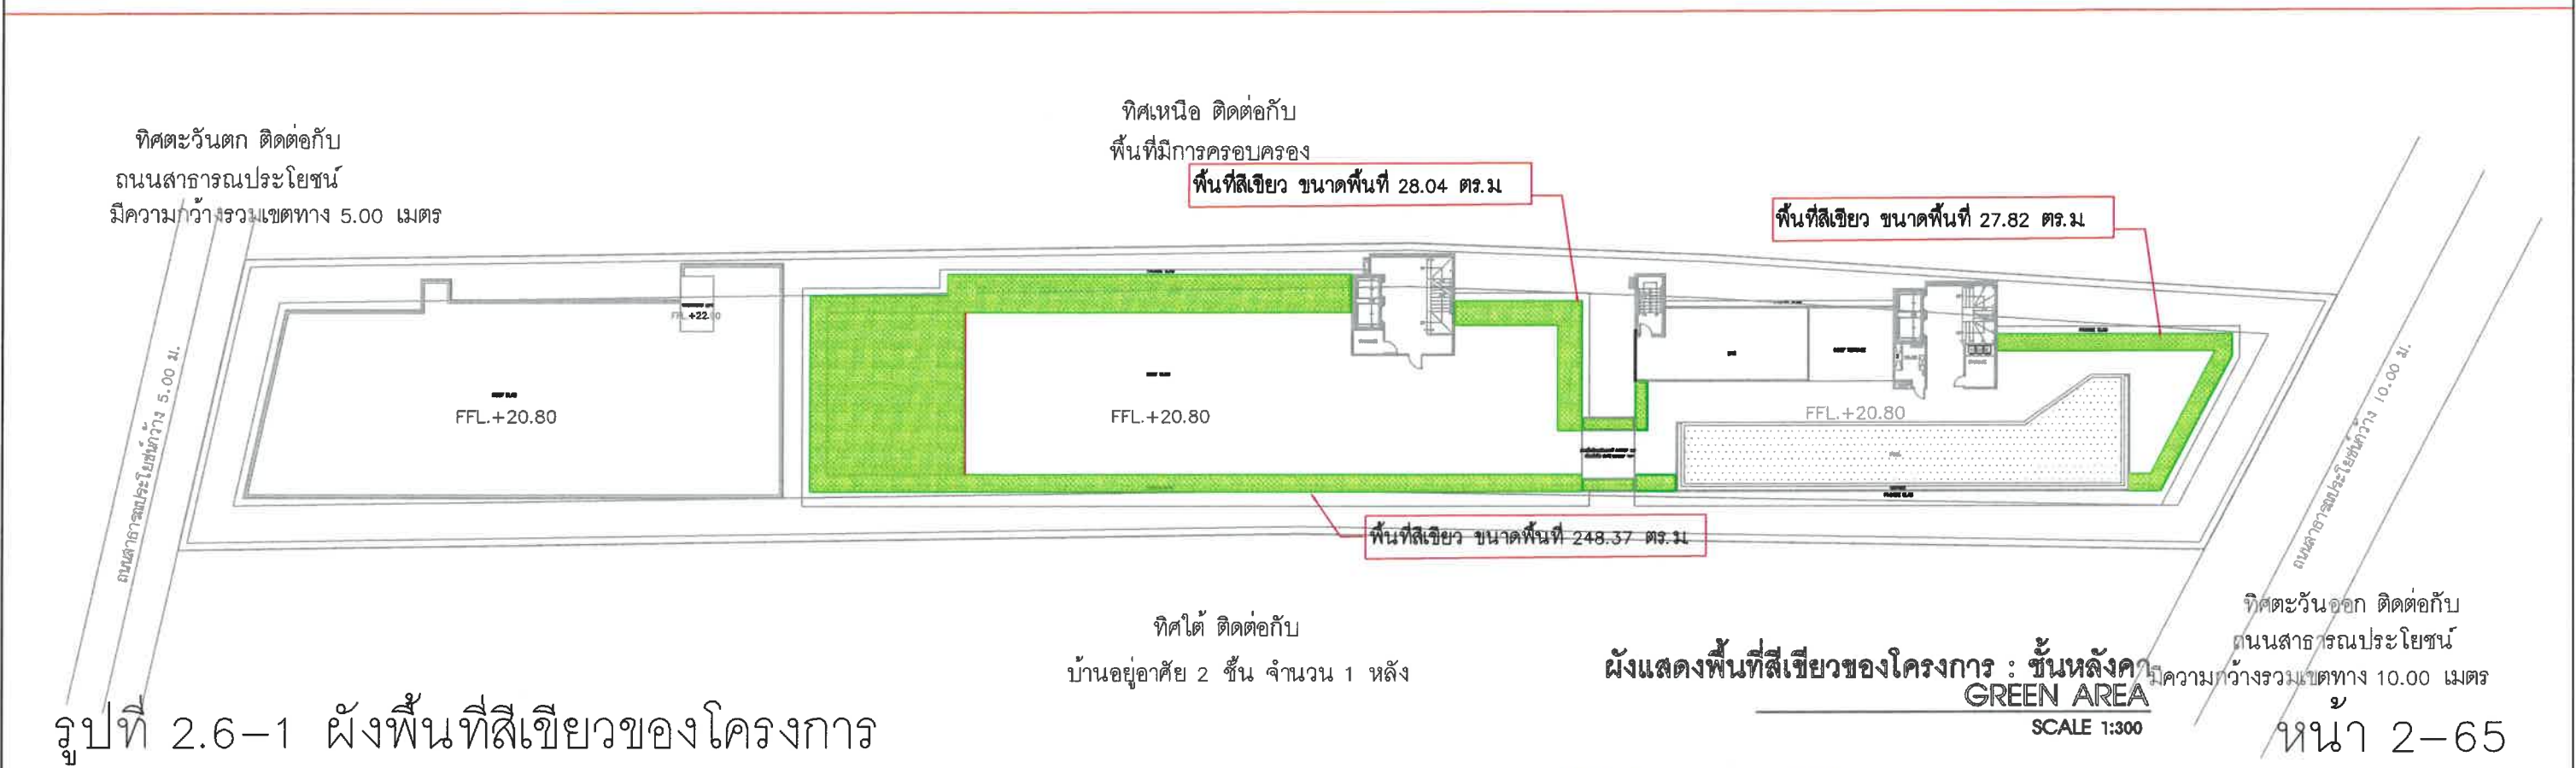 ทิศตะวันตก ติดต่อกับ
ถนนสาธารณประโยชน์
มีความกว้างรวมเขตทาง 5.00 เมตร
ทิศเหนือ ติดต่อกับ
พื้นที่มีการครอบครอง
พื้นที่สีเขียว ขนาดพื้นที่ 28.04 ตร.ม.
พื้นที่สีเขียว ขนาดพื้นที่ 27.82 ตร.ม.
ถนนสาธารณประโยชน์กว้าง 5.00 ม.
FFL.+22.
FFL.+20.80
FFL.+20.80
FFL.+20.80
ถนนสาธารณประโยชน์กว้าง 10.00 ม.
พื้นที่สีเขียว ขนาดพื้นที่ 248.37 ตร.ม.
ทิศใต้ ติดต่อกับ
บ้านอยู่อาศัย 2 ชั้น จำนวน 1 หลัง
ทิศตะวันออก ติดต่อกับ
ถนนสาธารณประโยชน์
มีความกว้างรวมเขตทาง 10.00 เมตร
ผังแสดงพื้นที่สีเขียวของโครงการ : ชั้นหลังคา
GREEN AREA
SCALE 1:300
รูปที่ 2.6-1 ผังพื้นที่สีเขียวของโครงการ
หน้า 2-65